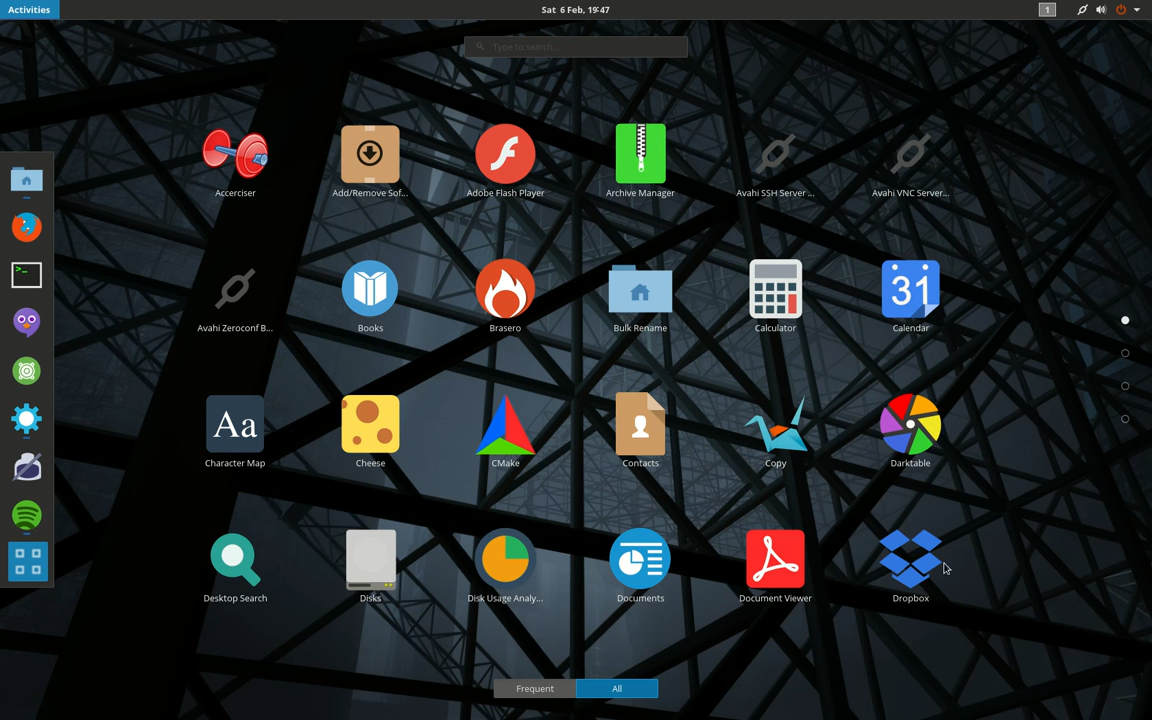 Activities
Sat 6 Feb, 19:47
1
Type to search...
Accerciser
Add/Remove Sof...
Adobe Flash Player
Archive Manager
Avahi SSH Server ...
Avahi VNC Server...
Avahi Zeroconf B...
Books
Brasero
Bulk Rename
31
Calculator
Calendar
>_
Aa
Character Map
Cheese
CMake
Contacts
Copy
Darktable
Desktop Search
Disks
Disk Usage Analy...
Documents
Document Viewer
Dropbox
Frequent
All